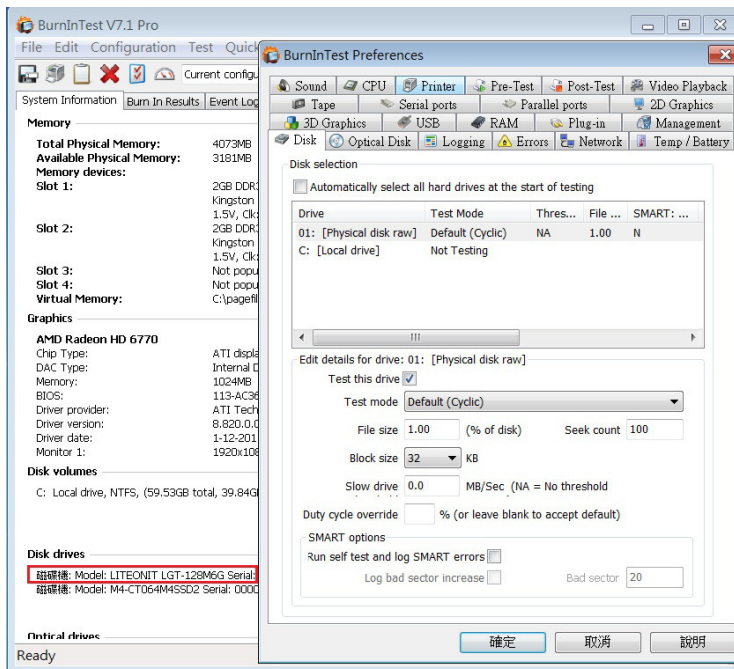 BurnInTest V7.1 Pro
File Edit Configuration Test Quick
Current configu
System Information Burn In Results Event Log
Memory
Total Physical Memory: 4073MB
Available Physical Memory: 3181MB
Memory devices:
Slot 1: 2GB DDR3
Kingston
1.5V, Clk:
Slot 2: 2GB DDR3
Kingston
1.5V, Clk:
Slot 3: Not popu
Slot 4: Not popu
Virtual Memory: C:\pagefil
Graphics
AMD Radeon HD 6770
Chip Type: ATI displa
DAC Type: Internal D
Memory: 1024MB
BIOS: 113-AC36
Driver provider: ATI Tech
Driver version: 8.820.0.0
Driver date: 1-12-201
Monitor 1: 1920x108
Disk volumes
C: Local drive, NTFS, (59.53GB total, 39.84G
Disk drives
磁碟機: Model: LITEONIT LGT-128M6G Serial:
磁碟機: Model: M4-CT064M4SSD2 Serial: 0000
Optical drives
Ready
BurnInTest Preferences
Sound CPU Printer Pre-Test Post-Test Video Playback
Tape Serial ports Parallel ports 2D Graphics
3D Graphics USB RAM Plug-in Management
Disk Optical Disk Logging Errors Network Temp / Battery
Disk selection
Automatically select all hard drives at the start of testing
Drive Test Mode Thres... File ... SMART: ...
01: [Physical disk raw] Default (Cyclic) NA 1.00 N
C: [Local drive] Not Testing
Edit details for drive: 01: [Physical disk raw]
Test this drive
Test mode Default (Cyclic)
File size 1.00 (% of disk) Seek count 100
Block size 32 KB
Slow drive 0.0 MB/Sec (NA = No threshold
Duty cycle override % (or leave blank to accept default)
SMART options
Run self test and log SMART errors
Log bad sector increase Bad sector 20
確定 取消 說明